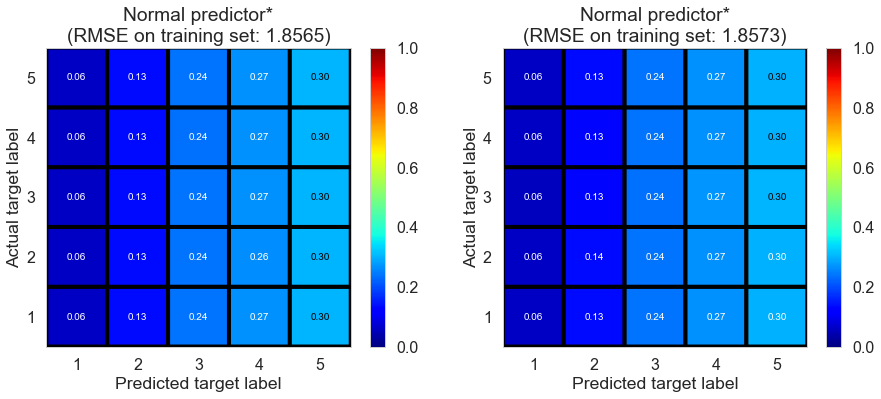 Normal predictor*
(RMSE on training set: 1.8565)
Actual target label
5 0.06 0.13 0.24 0.27 0.30
4 0.06 0.13 0.24 0.27 0.30
3 0.06 0.13 0.24 0.27 0.30
2 0.06 0.13 0.24 0.26 0.30
1 0.06 0.13 0.24 0.27 0.30
1 2 3 4 5
Predicted target label
1.0
0.8
0.6
0.4
0.2
0.0
Normal predictor*
(RMSE on training set: 1.8573)
Actual target label
5 0.06 0.14 0.24 0.27 0.30
4 0.06 0.13 0.24 0.27 0.30
3 0.06 0.13 0.24 0.27 0.30
2 0.06 0.14 0.24 0.27 0.30
1 0.06 0.13 0.24 0.27 0.30
1 2 3 4 5
Predicted target label
1.0
0.8
0.6
0.4
0.2
0.0